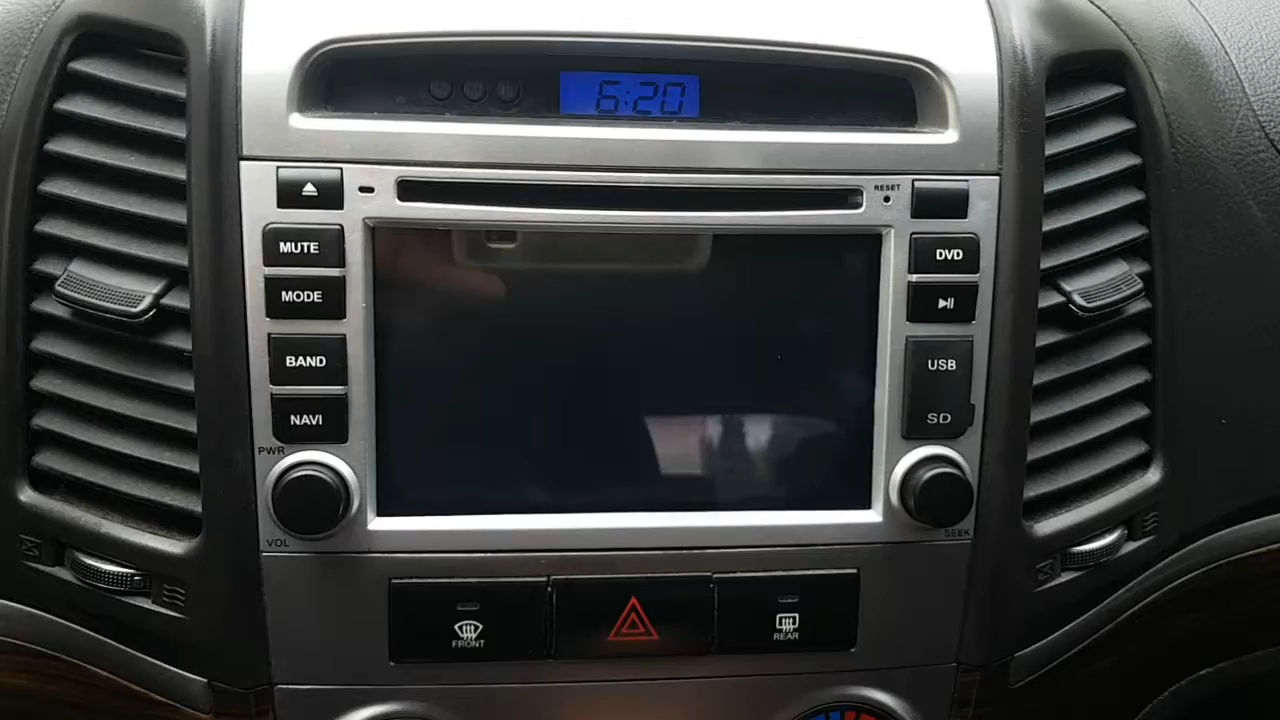 6:20
RESET
MUTE
DVD
MODE
BAND
USB
NAVI
SD
PWR
VOL
SEEK
FRONT
REAR